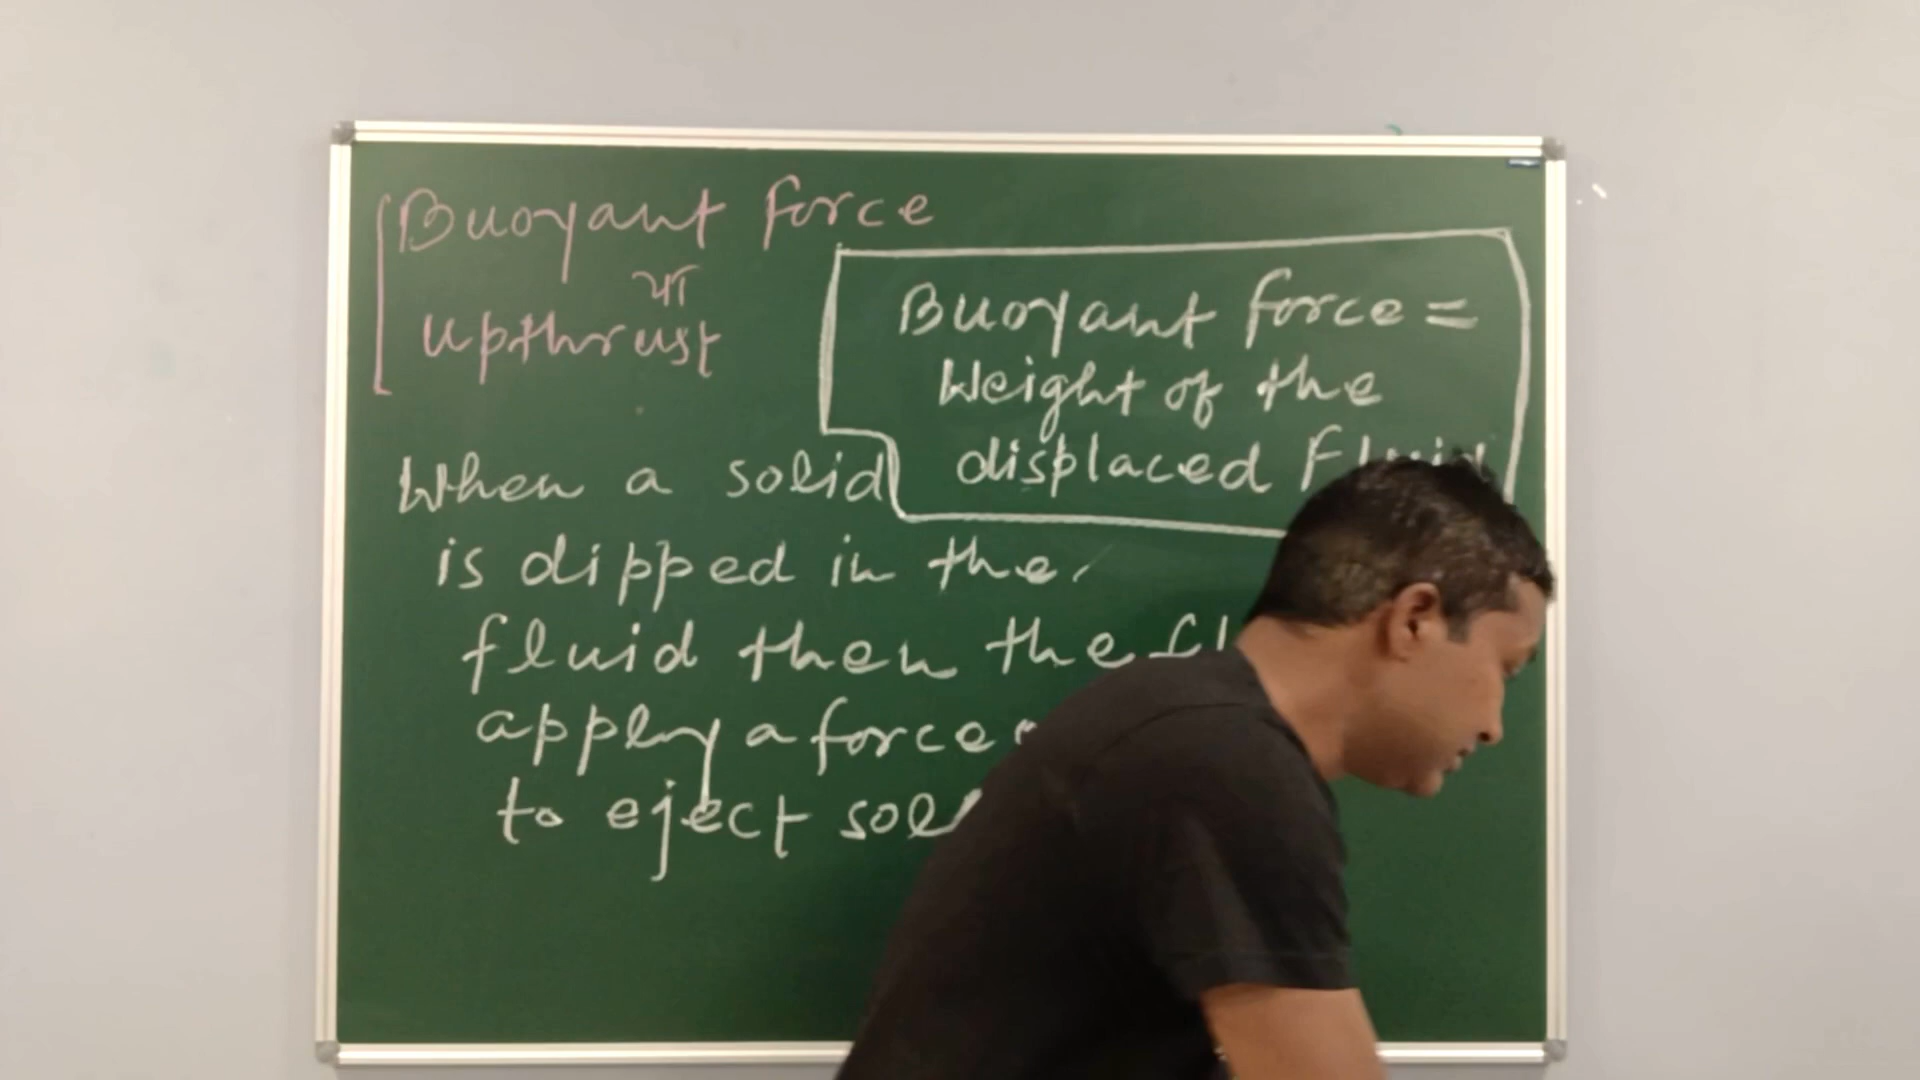 Buoyant force
या
upthrust
Buoyant force =
Weight of the
displaced
When a solid
is dipped in the
fluid then the
apply a force
to eject